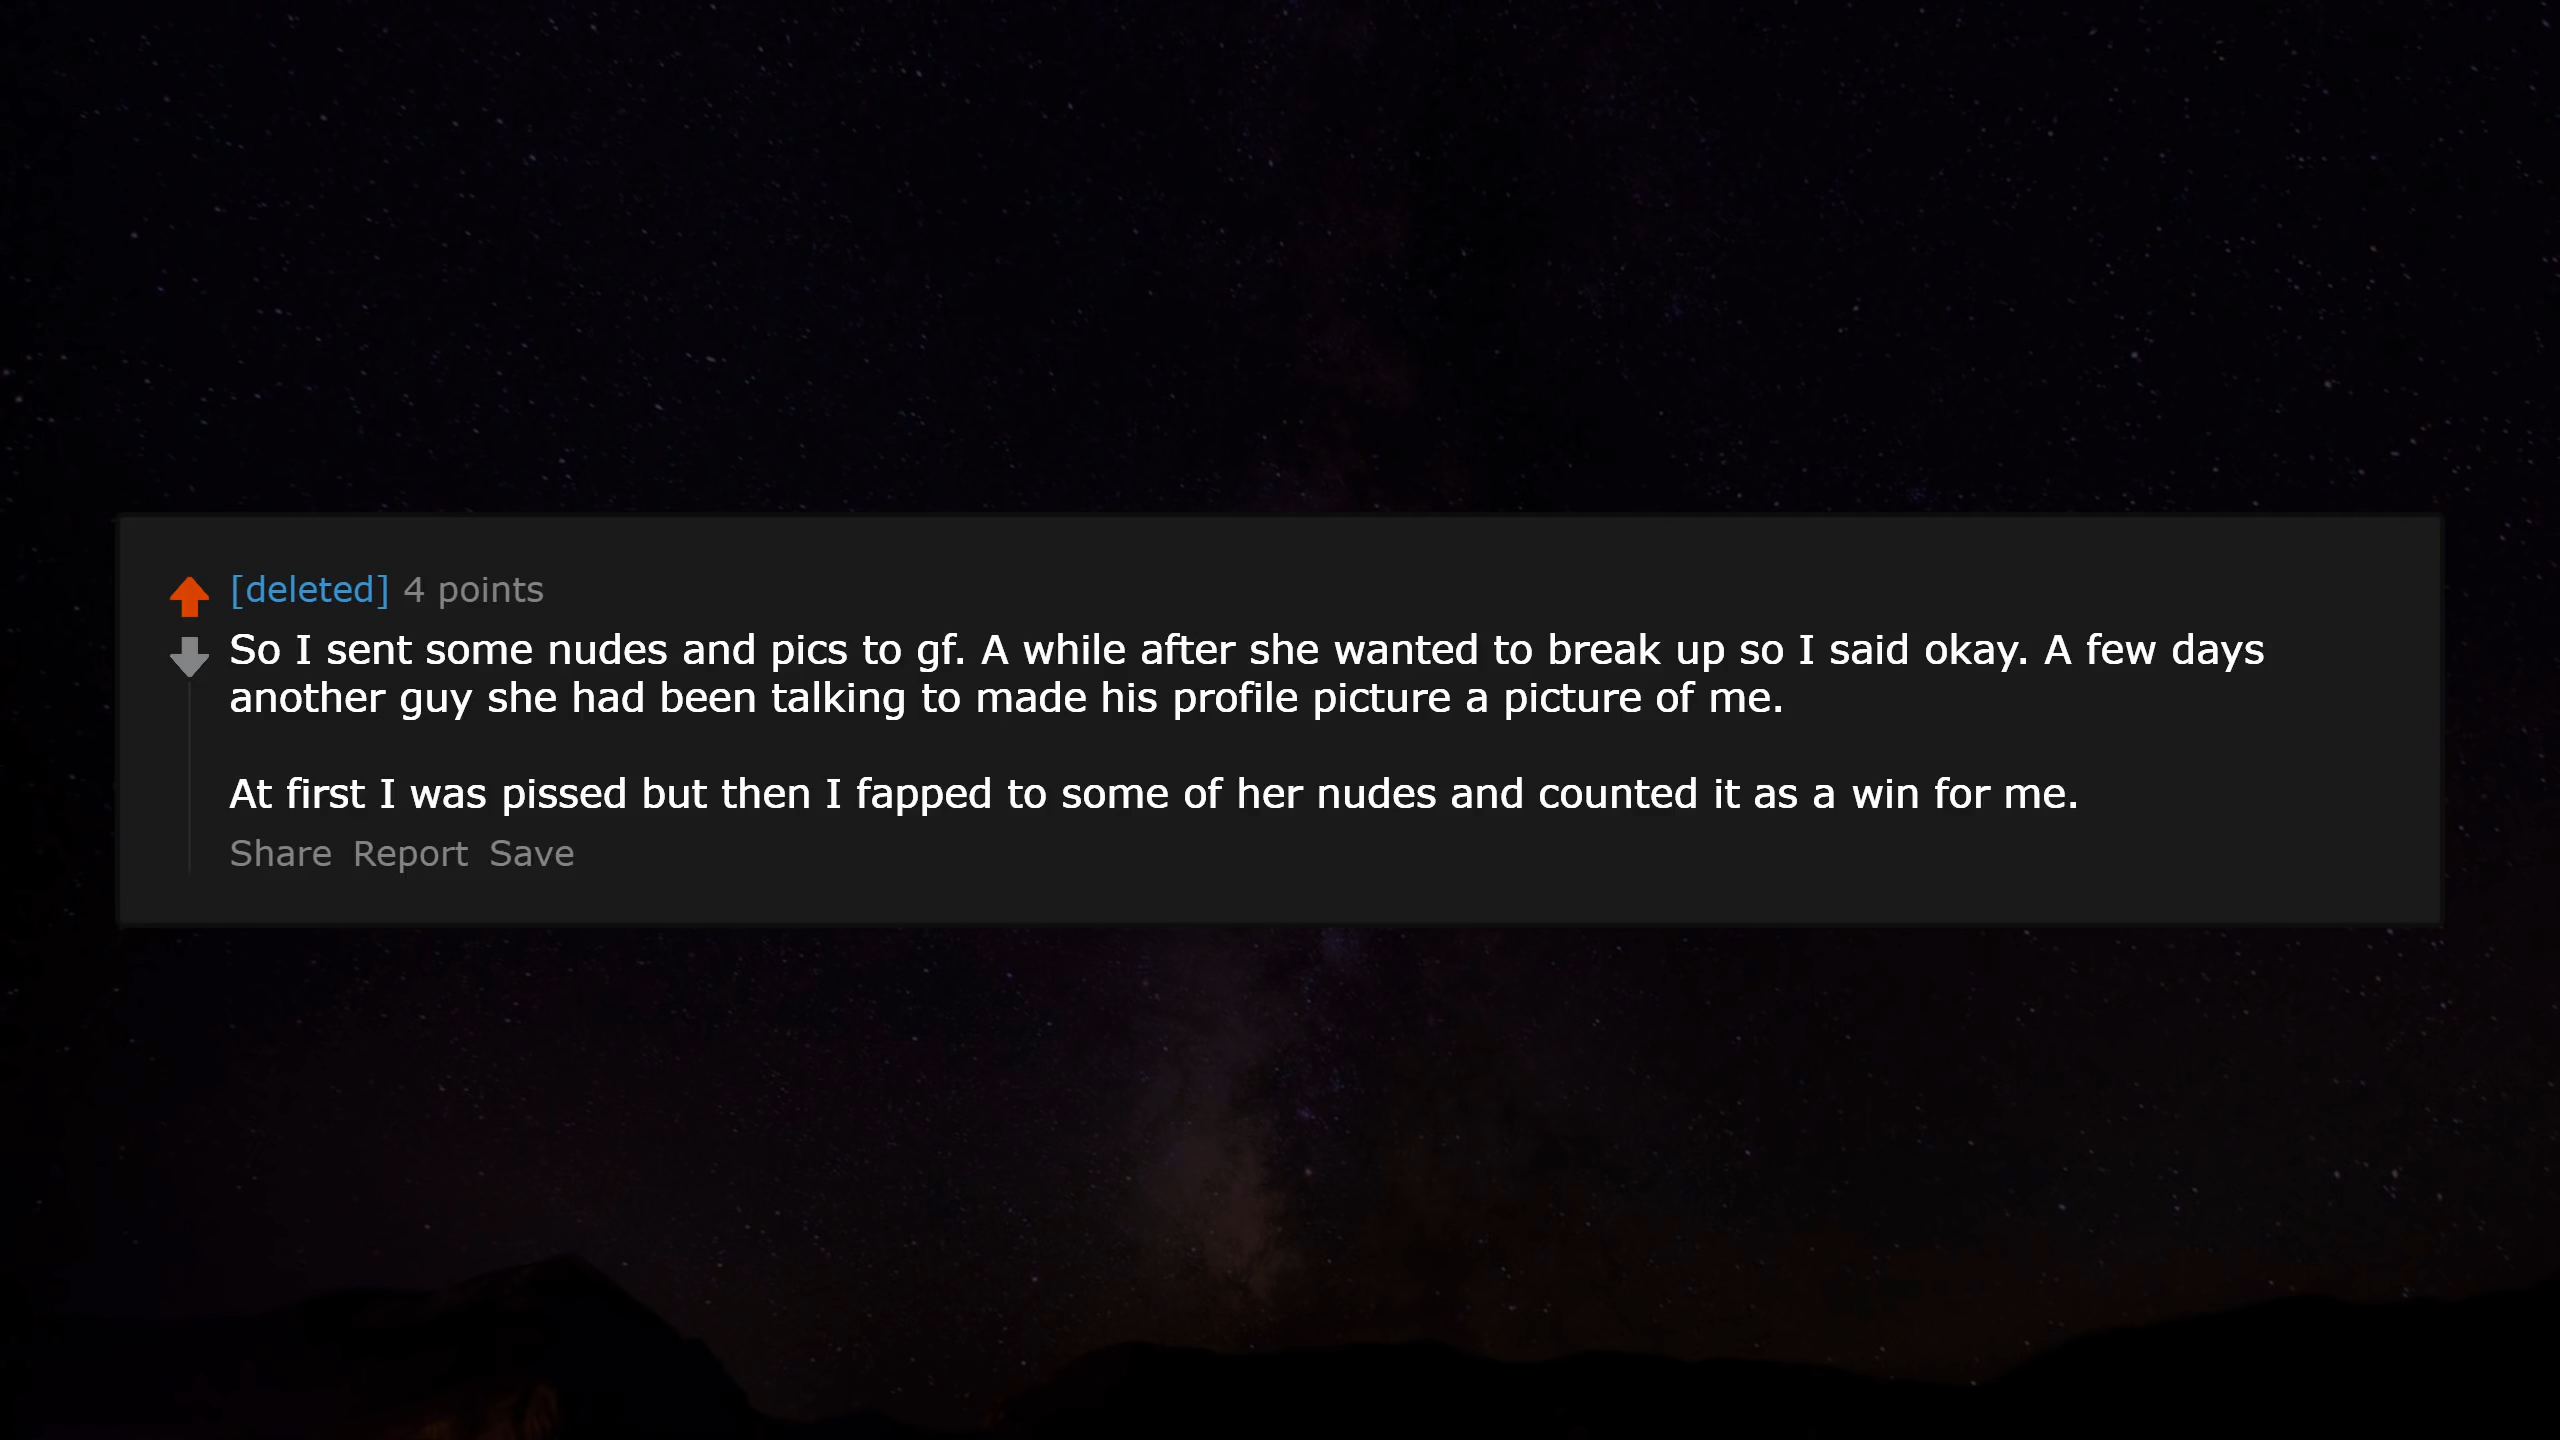 [deleted] 4 points
So I sent some nudes and pics to gf. A while after she wanted to break up so I said okay. A few days
another guy she had been talking to made his profile picture a picture of me.
At first I was pissed but then I fapped to some of her nudes and counted it as a win for me.
Share Report Save